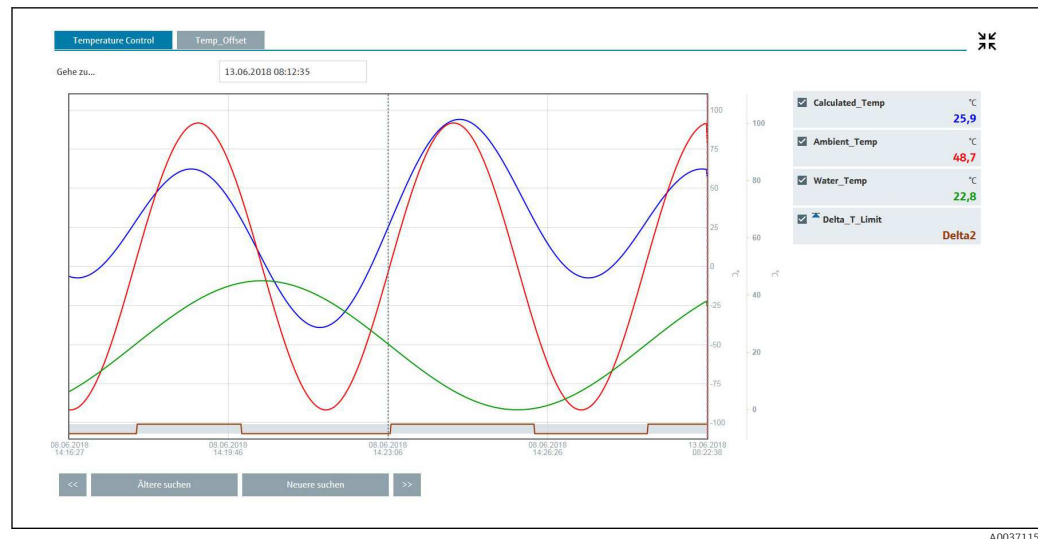 Temperature Control Temp_Offset
Gehe zu... 13.06.2018 08:12:35
Calculated_Temp °C
25,9
Ambient_Temp °C
48,7
Water_Temp °C
22,8
Delta_T_Limit
Delta2
100
75
50
25
0
-25
-50
-75
-100
°C
100
80
60
40
20
0
°C
08.06.2018
14:16:27
08.06.2018
14:19:46
08.06.2018
14:23:06
08.06.2018
14:26:26
13.06.2018
08:22:38
<< Ältere suchen Neuere suchen >>
A0037115